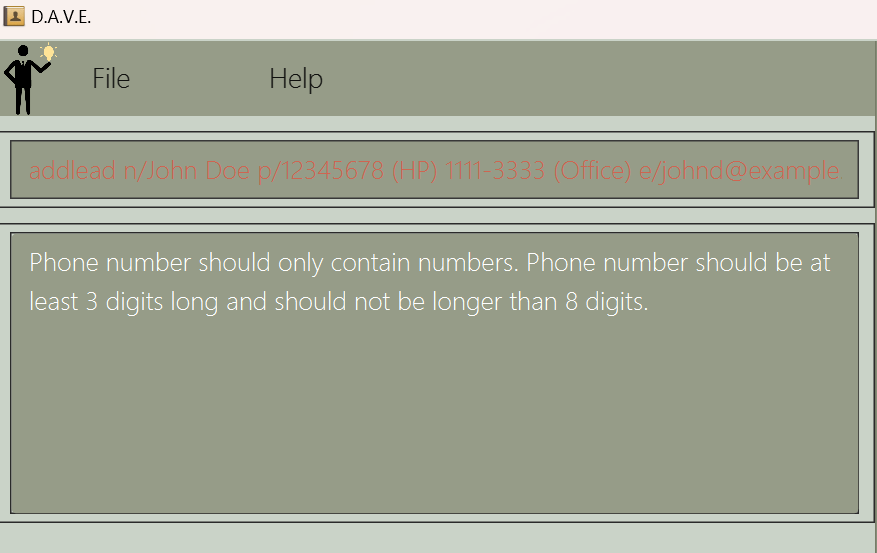 D.A.V.E.
File Help
addlead n/John Doe p/12345678 (HP) 1111-3333 (Office) e/johnd@example
Phone number should only contain numbers. Phone number should be at
least 3 digits long and should not be longer than 8 digits.